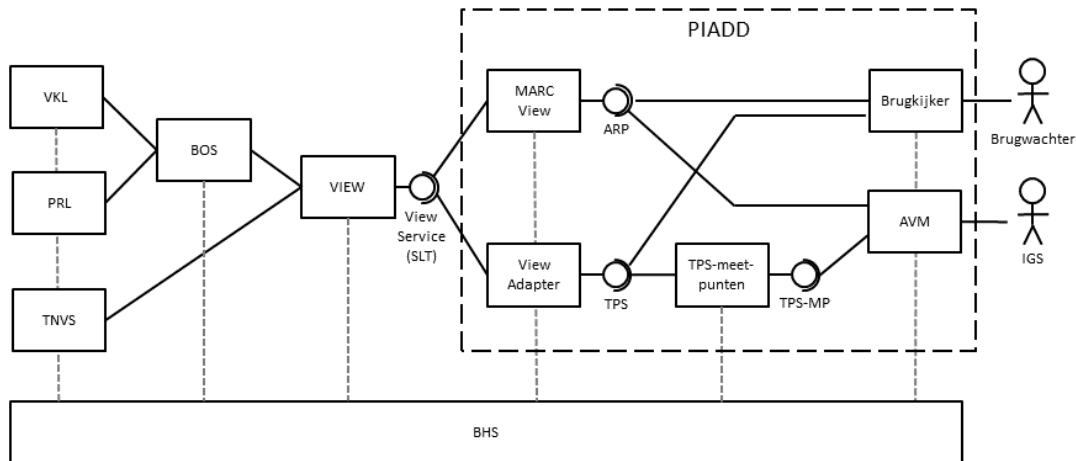 PIADD
VKL
MARC
View
ARP
Brugkijker
Brugwachter
BOS
PRL
VIEW
View
Service
(SLT)
AVM
IGS
View
Adapter
TPS
TPS-meet-
punten
TPS-MP
TNVS
BHS